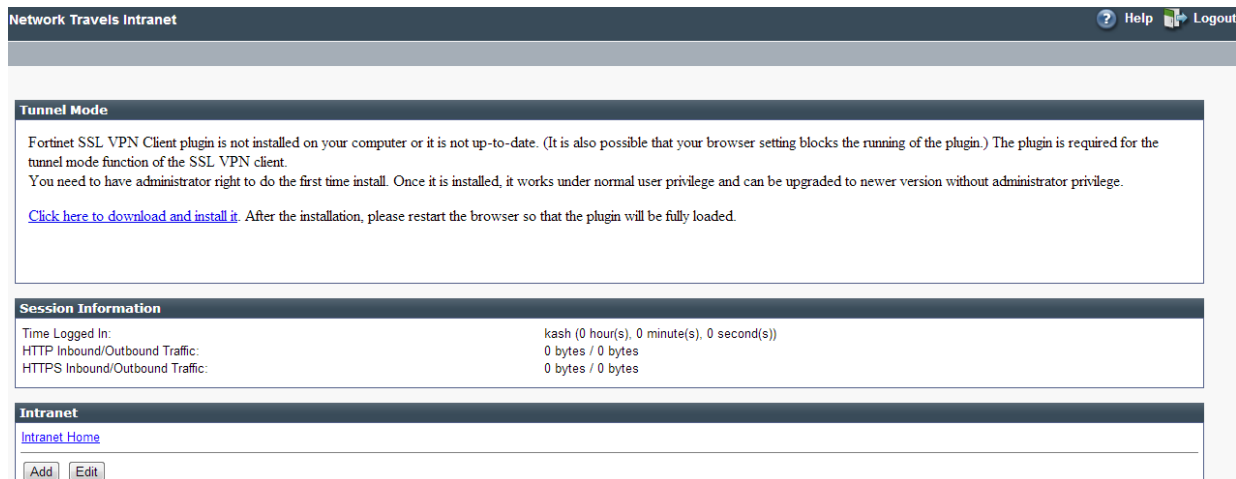 Network Travels Intranet
? Help Logout
Tunnel Mode
Fortinet SSL VPN Client plugin is not installed on your computer or it is not up-to-date. (It is also possible that your browser setting blocks the running of the plugin.) The plugin is required for the
tunnel mode function of the SSL VPN client.
You need to have administrator right to do the first time install. Once it is installed, it works under normal user privilege and can be upgraded to newer version without administrator privilege.
Click here to download and install it. After the installation, please restart the browser so that the plugin will be fully loaded.
Session Information
Time Logged In: kash (0 hour(s), 0 minute(s), 0 second(s))
HTTP Inbound/Outbound Traffic: 0 bytes / 0 bytes
HTTPS Inbound/Outbound Traffic: 0 bytes / 0 bytes
Intranet
Intranet Home
Add Edit